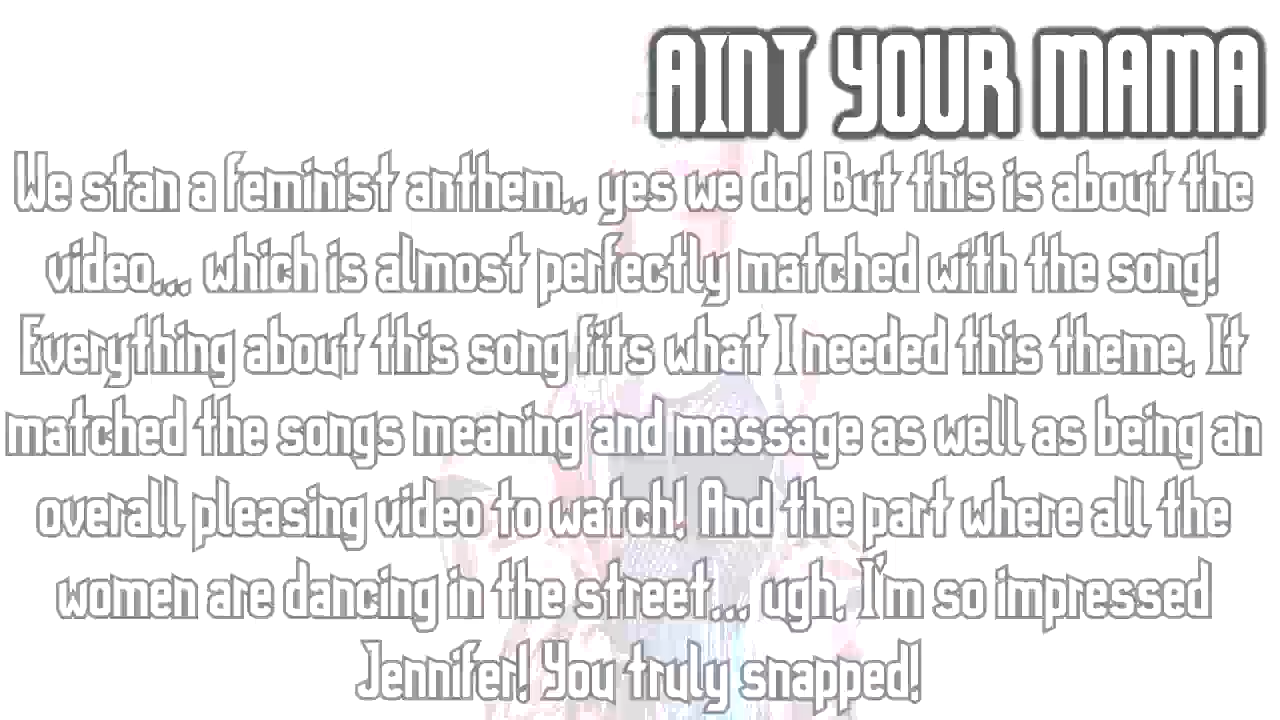 AINT YOUR MAMA
We stan a feminist anthem.. yes we do! But this is about the
video... which is almost perfectly matched with the song!
Everything about this song fits what I needed this theme. It
matched the songs meaning and message as well as being an
overall pleasing video to watch! And the part where all the
women are dancing in the street... ugh. I'm so impressed
Jennifer! You truly snapped!